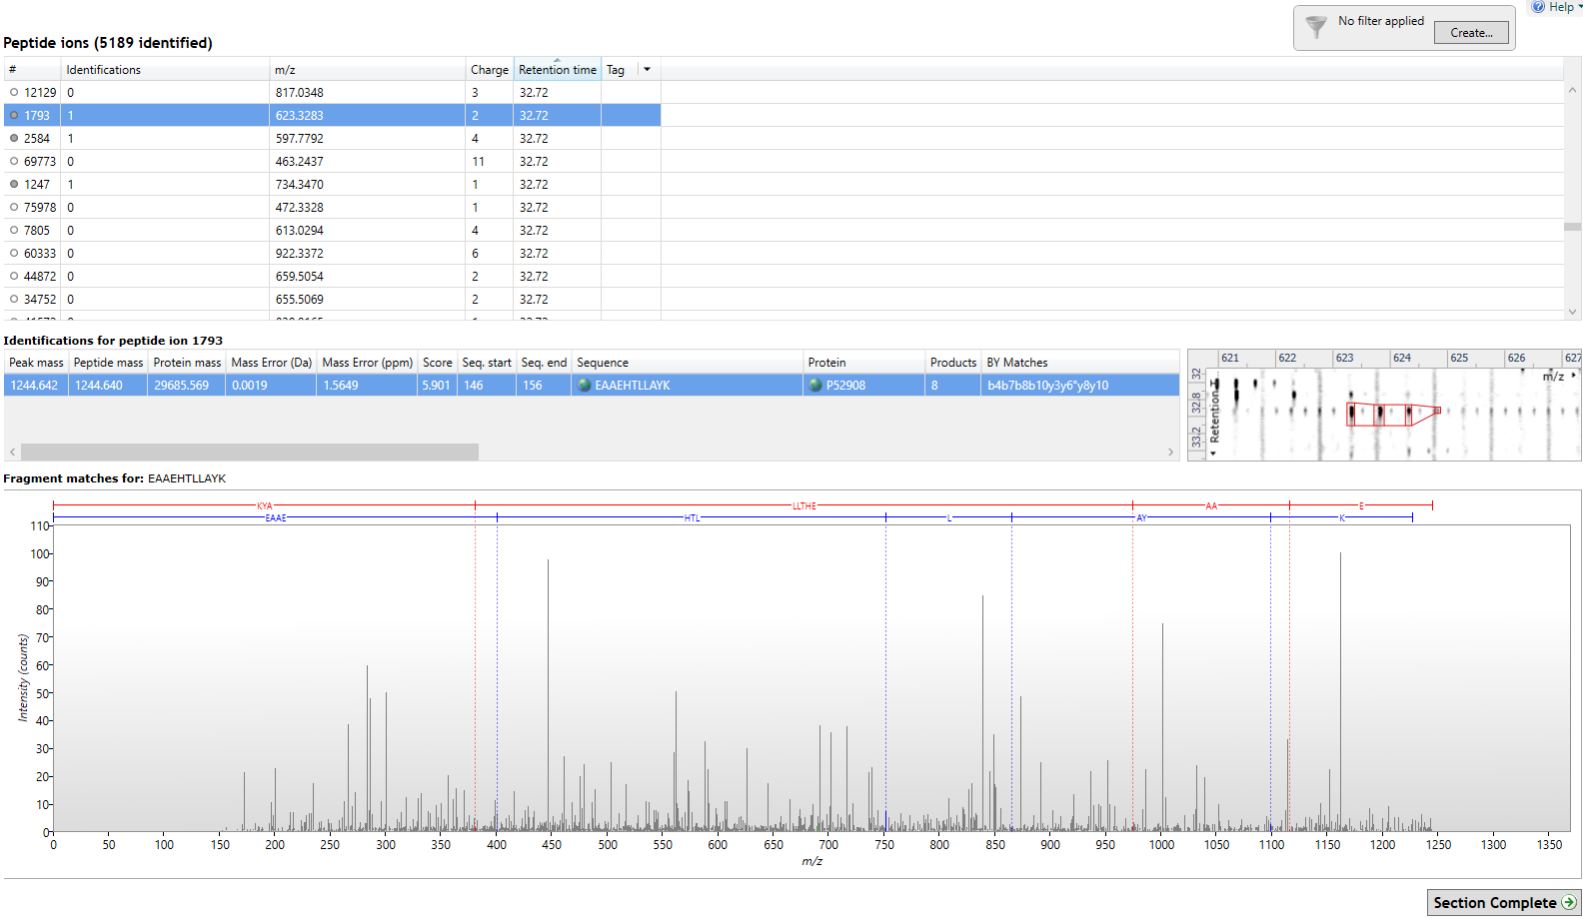 Help
No filter applied
Create...
Peptide ions (5189 identified)
# Identifications m/z Charge Retention time Tag
12129 0 817.0348 3 32.72
1793 1 623.3283 2 32.72
2584 1 597.7792 4 32.72
69773 0 463.2437 11 32.72
1247 1 734.3470 1 32.72
75978 0 472.3328 1 32.72
7805 0 613.0294 4 32.72
60333 0 922.3372 6 32.72
44872 0 659.5054 2 32.72
34752 0 655.5069 2 32.72
Identifications for peptide ion 1793
Peak mass Peptide mass Protein mass Mass Error (Da) Mass Error (ppm) Score Seq. start Seq. end Sequence Protein Products BY Matches
1244.642 1244.640 29685.569 0.0019 1.5649 5.901 146 156 EAAEHTLLAYK P52908 8 b4b7b8b10y3y6*y8y10
621 622 623 624 625 626 627
m/z
32
32.8
33.2
Retention
Fragment matches for: EAAEHTLLAYK
KYA LLTHE AA E
EAAE HTL L AY K
110
100
90
80
70
60
50
40
30
20
10
0
Intensity (counts)
0 50 100 150 200 250 300 350 400 450 500 550 600 650 700 750 800 850 900 950 1000 1050 1100 1150 1200 1250 1300 1350
m/z
Section Complete